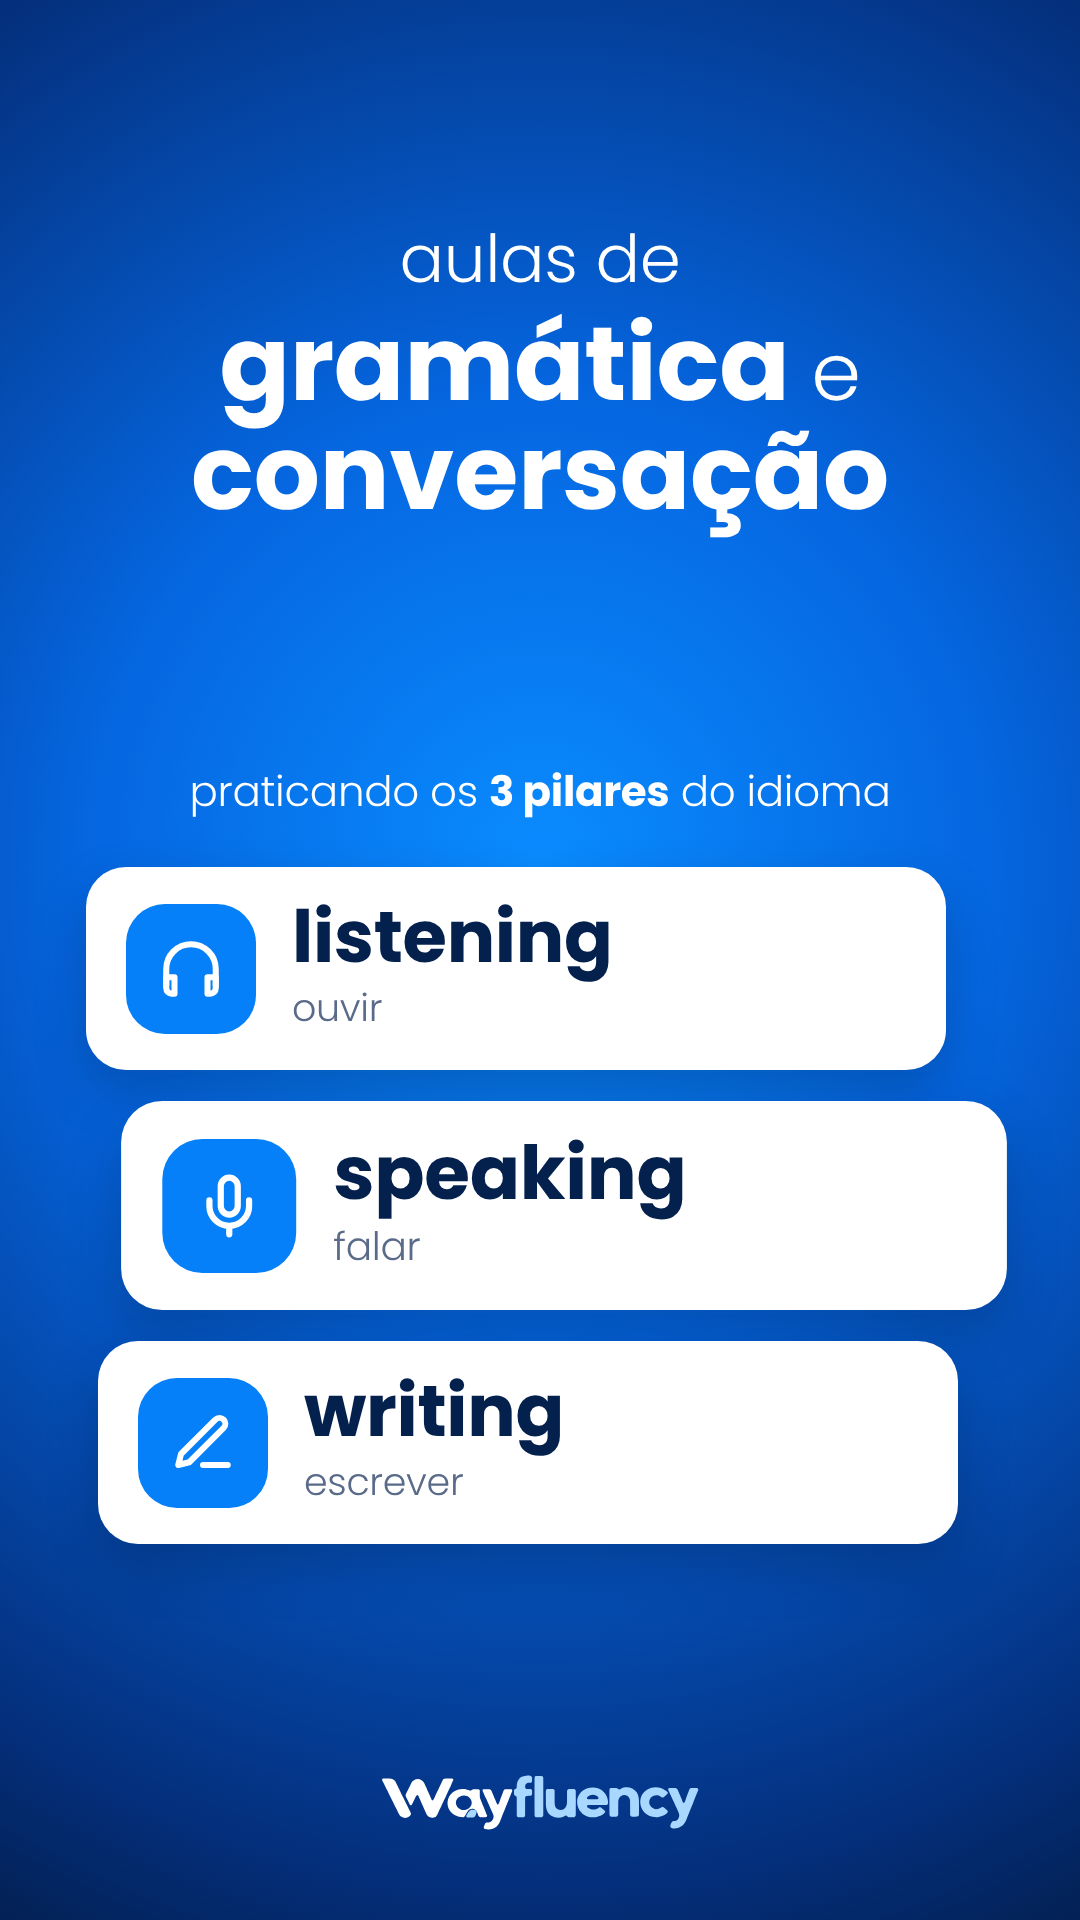 aulas de
gramática e
conversação
praticando os 3 pilares do idioma
listening
ouvir
speaking
falar
writing
escrever
Wayfluency